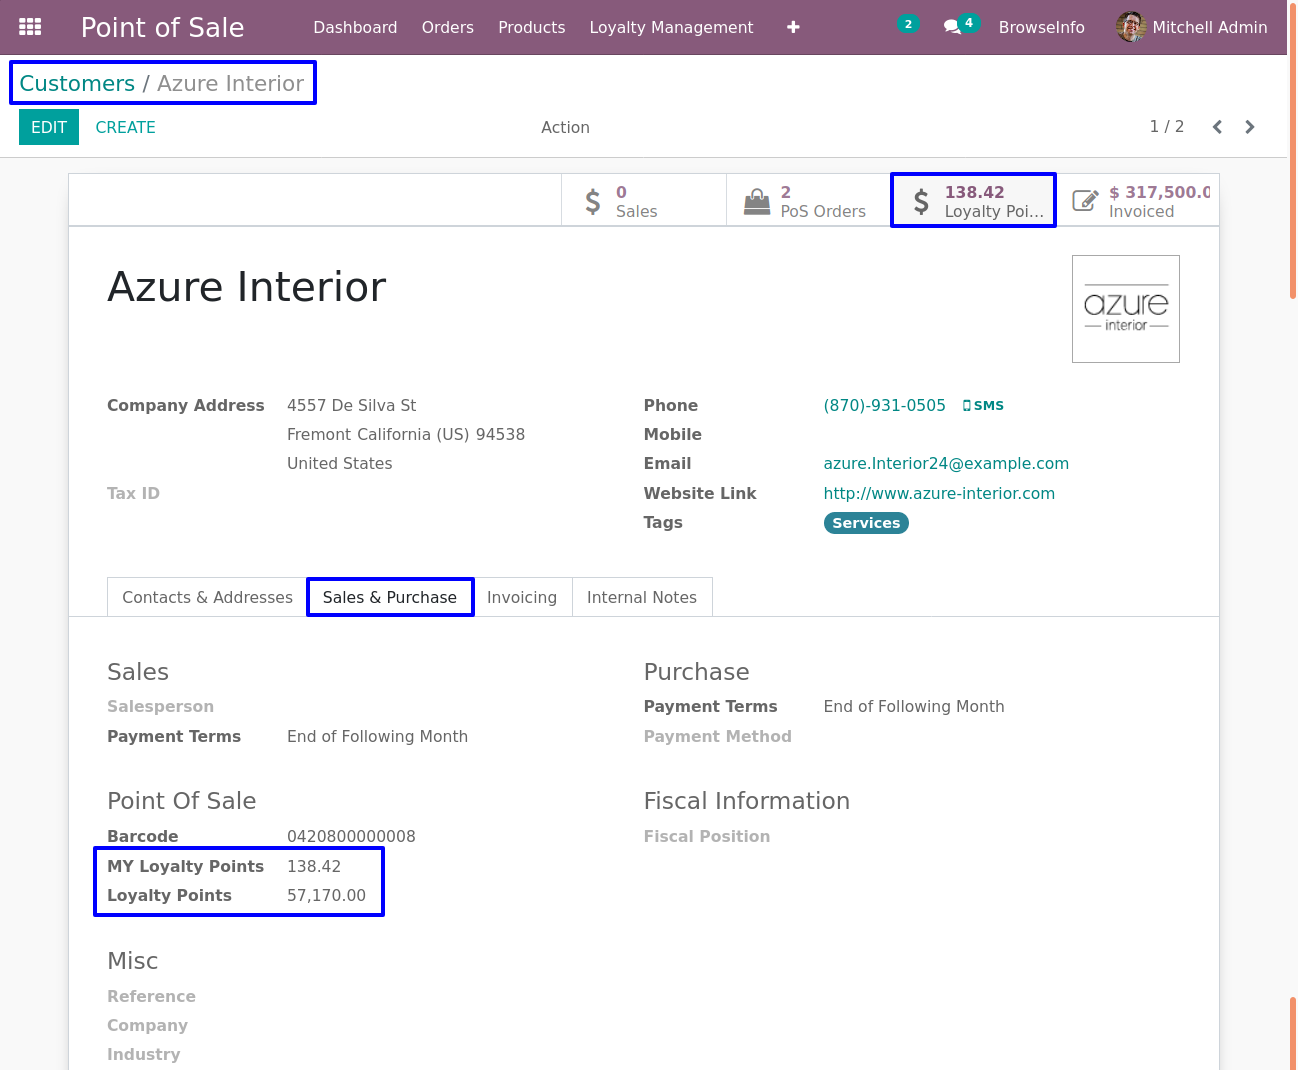 Point of Sale Dashboard Orders Products Loyalty Management 2 4 BrowseInfo Mitchell Admin
Customers / Azure Interior
EDIT CREATE Action 1 / 2
0 Sales
2 PoS Orders
138.42 Loyalty Poi...
$ 317,500.0 Invoiced
Azure Interior
azure
interior
Company Address 4557 De Silva St
Fremont California (US) 94538
United States
Tax ID
Phone (870)-931-0505 SMS
Mobile
Email azure.Interior24@example.com
Website Link http://www.azure-interior.com
Tags Services
Contacts & Addresses Sales & Purchase Invoicing Internal Notes
Sales
Salesperson
Payment Terms End of Following Month
Purchase
Payment Terms End of Following Month
Payment Method
Point Of Sale
Barcode 0420800000008
MY Loyalty Points 138.42
Loyalty Points 57,170.00
Fiscal Information
Fiscal Position
Misc
Reference
Company
Industry